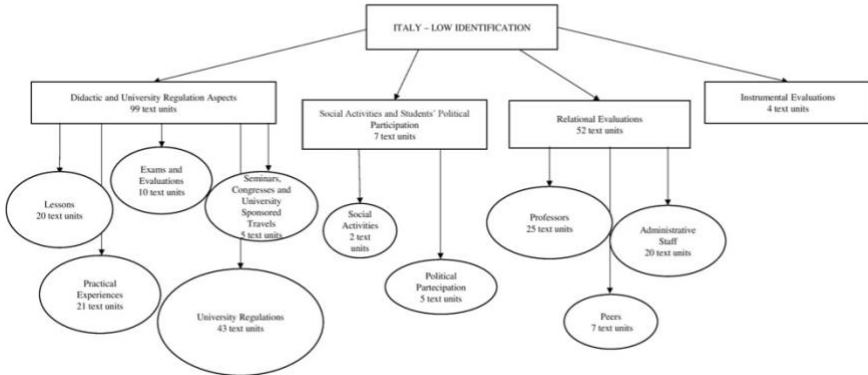 ITALY – LOW IDENTIFICATION
Didactic and University Regulation Aspects
99 text units
Social Activities and Students' Political
Participation
7 text units
Relational Evaluations
52 text units
Instrumental Evaluations
4 text units
Lessons
20 text units
Exams and
Evaluations
10 text units
Seminars,
Congresses and
University
Sponsored
Travels
5 text units
Practical
Experiences
21 text units
University Regulations
43 text units
Social
Activities
2 text
units
Political
Partecipation
5 text units
Professors
25 text units
Administrative
Staff
20 text units
Peers
7 text units